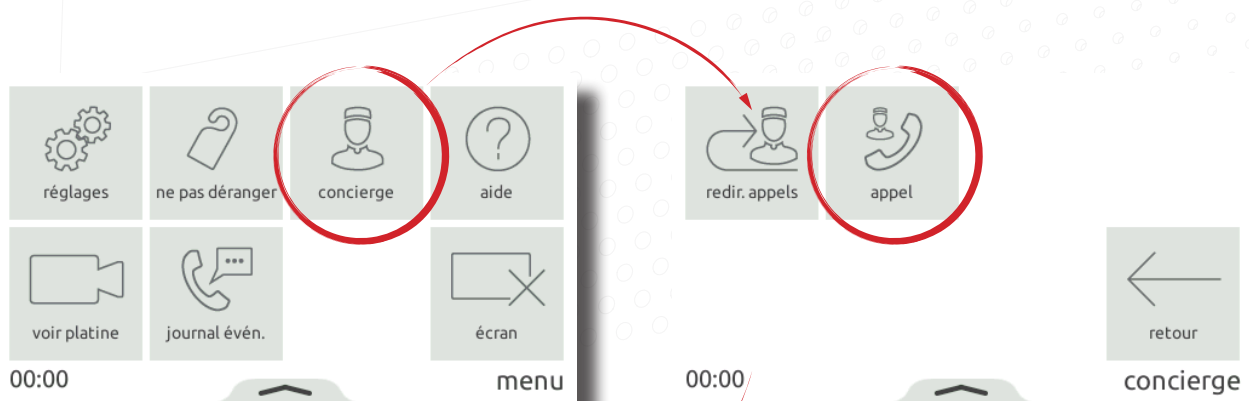 réglages
ne pas déranger
concierge
aide
voir platine
journal évén.
écran
00:00
menu
redir. appels
appel
retour
00:00
concierge